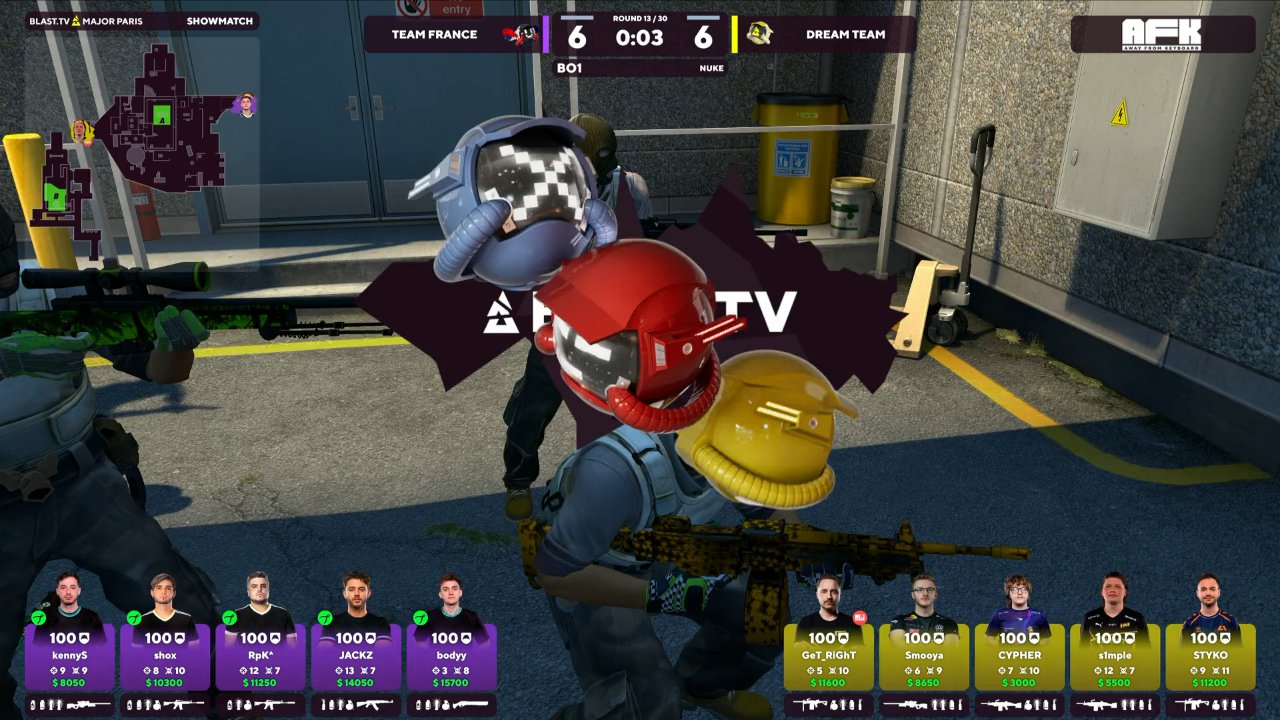 BLAST.TV MAJOR PARIS SHOWMATCH
entry
TEAM FRANCE 6 ROUND 13 / 30 0:03 6 DREAM TEAM
BO1 NUKE
AFK
AWAY FROM KEYBOARD
A
B
TV
100 100 100 100 100 100 100 100 100 100
kennyS shox RpK^ JACKZ bodyy GeT_RiGhT Smooya CYPHER s1mple STYKO
9 9 8 10 12 7 13 7 3 8 5 10 6 9 7 10 12 7 9 11
$8050 $10300 $11250 $14050 $15700 $11600 $8650 $3000 $5500 $11200